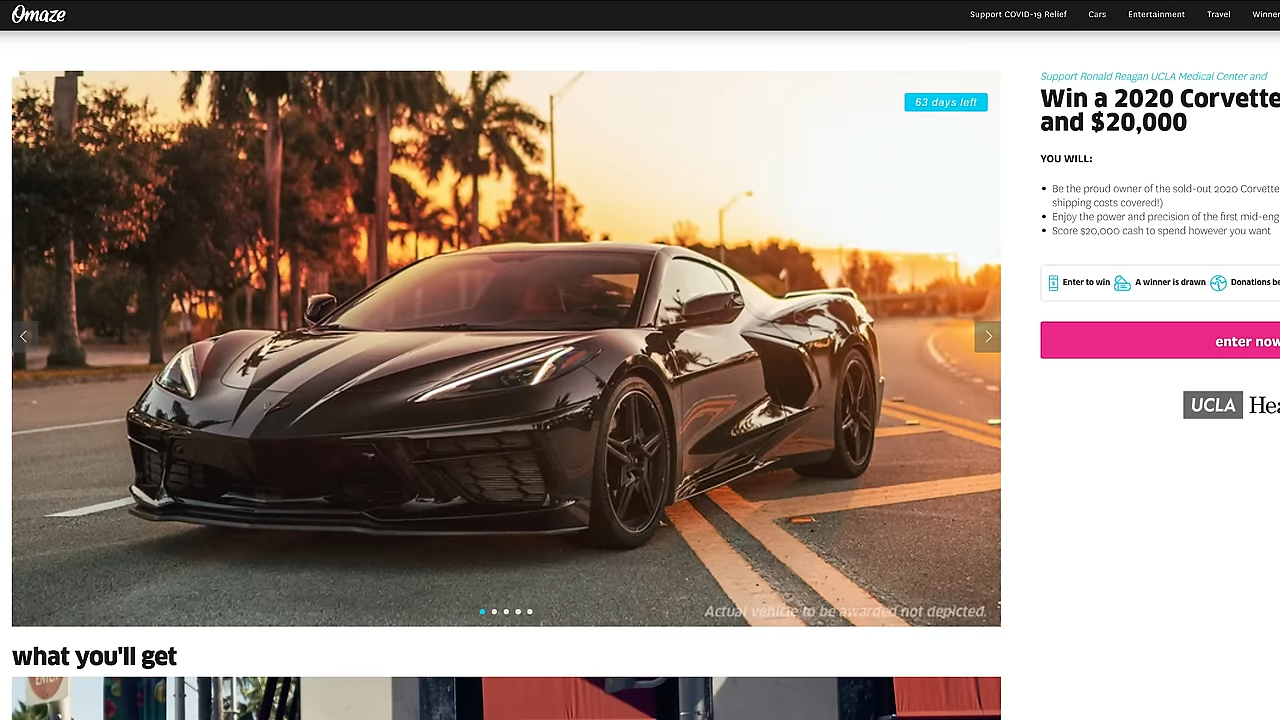 Omaze
Support COVID-19 Relief Cars Entertainment Travel Winner
63 days left
Support Ronald Reagan UCLA Medical Center and
Win a 2020 Corvette
and $20,000
YOU WILL:
Be the proud owner of the sold-out 2020 Corvette
shipping costs covered!)
Enjoy the power and precision of the first mid-eng
Score $20,000 cash to spend however you want
Enter to win A winner is drawn Donations be
enter now
UCLA Hea
Actual vehicle to be awarded not depicted.
what you'll get